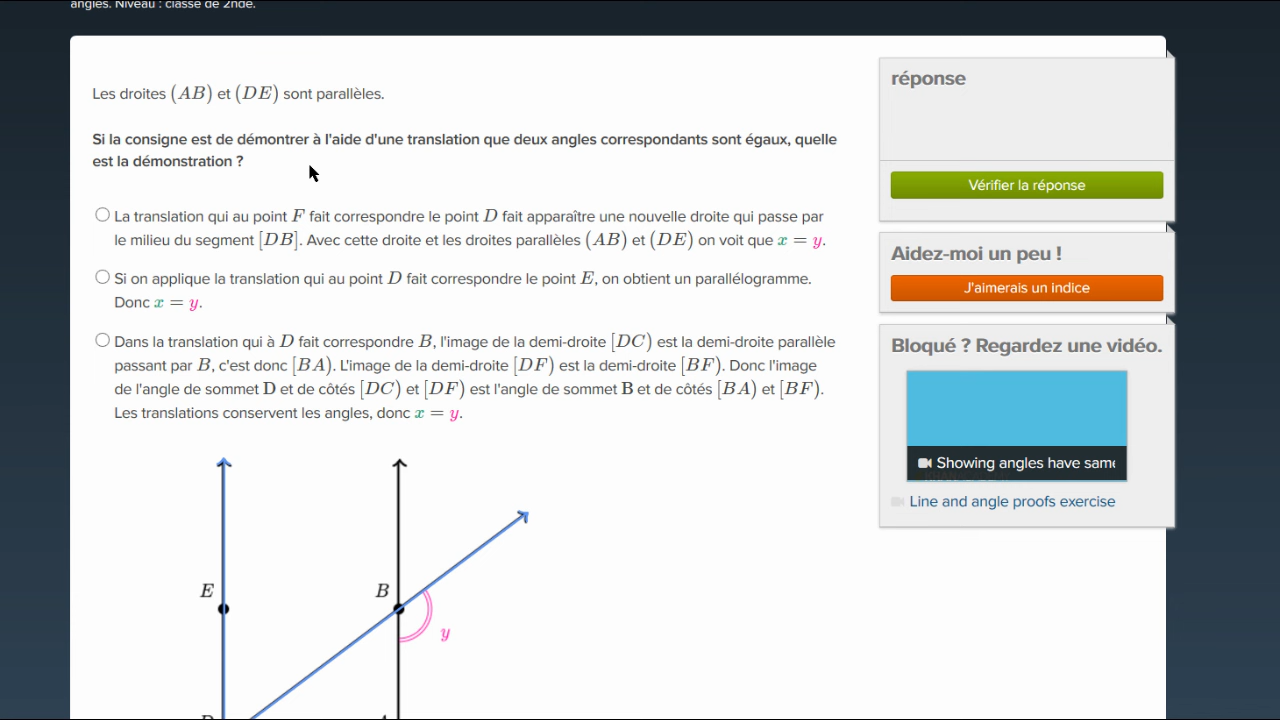 angles. Niveau : classe de 2nde.
Les droites (AB) et (DE) sont parallèles.
Si la consigne est de démontrer à l'aide d'une translation que deux angles correspondants sont égaux, quelle
est la démonstration ?
La translation qui au point F fait correspondre le point D fait apparaître une nouvelle droite qui passe par
le milieu du segment [DB]. Avec cette droite et les droites parallèles (AB) et (DE) on voit que x = y.
Si on applique la translation qui au point D fait correspondre le point E, on obtient un parallélogramme.
Donc x = y.
Dans la translation qui à D fait correspondre B, l'image de la demi-droite [DC) est la demi-droite parallèle
passant par B, c'est donc [BA). L'image de la demi-droite [DF) est la demi-droite [BF). Donc l'image
de l'angle de sommet D et de côtés [DC) et [DF) est l'angle de sommet B et de côtés [BA) et [BF).
Les translations conservent les angles, donc x = y.
E
B
y
réponse
Vérifier la réponse
Aidez-moi un peu !
J'aimerais un indice
Bloqué ? Regardez une vidéo.
Showing angles have same
Line and angle proofs exercise